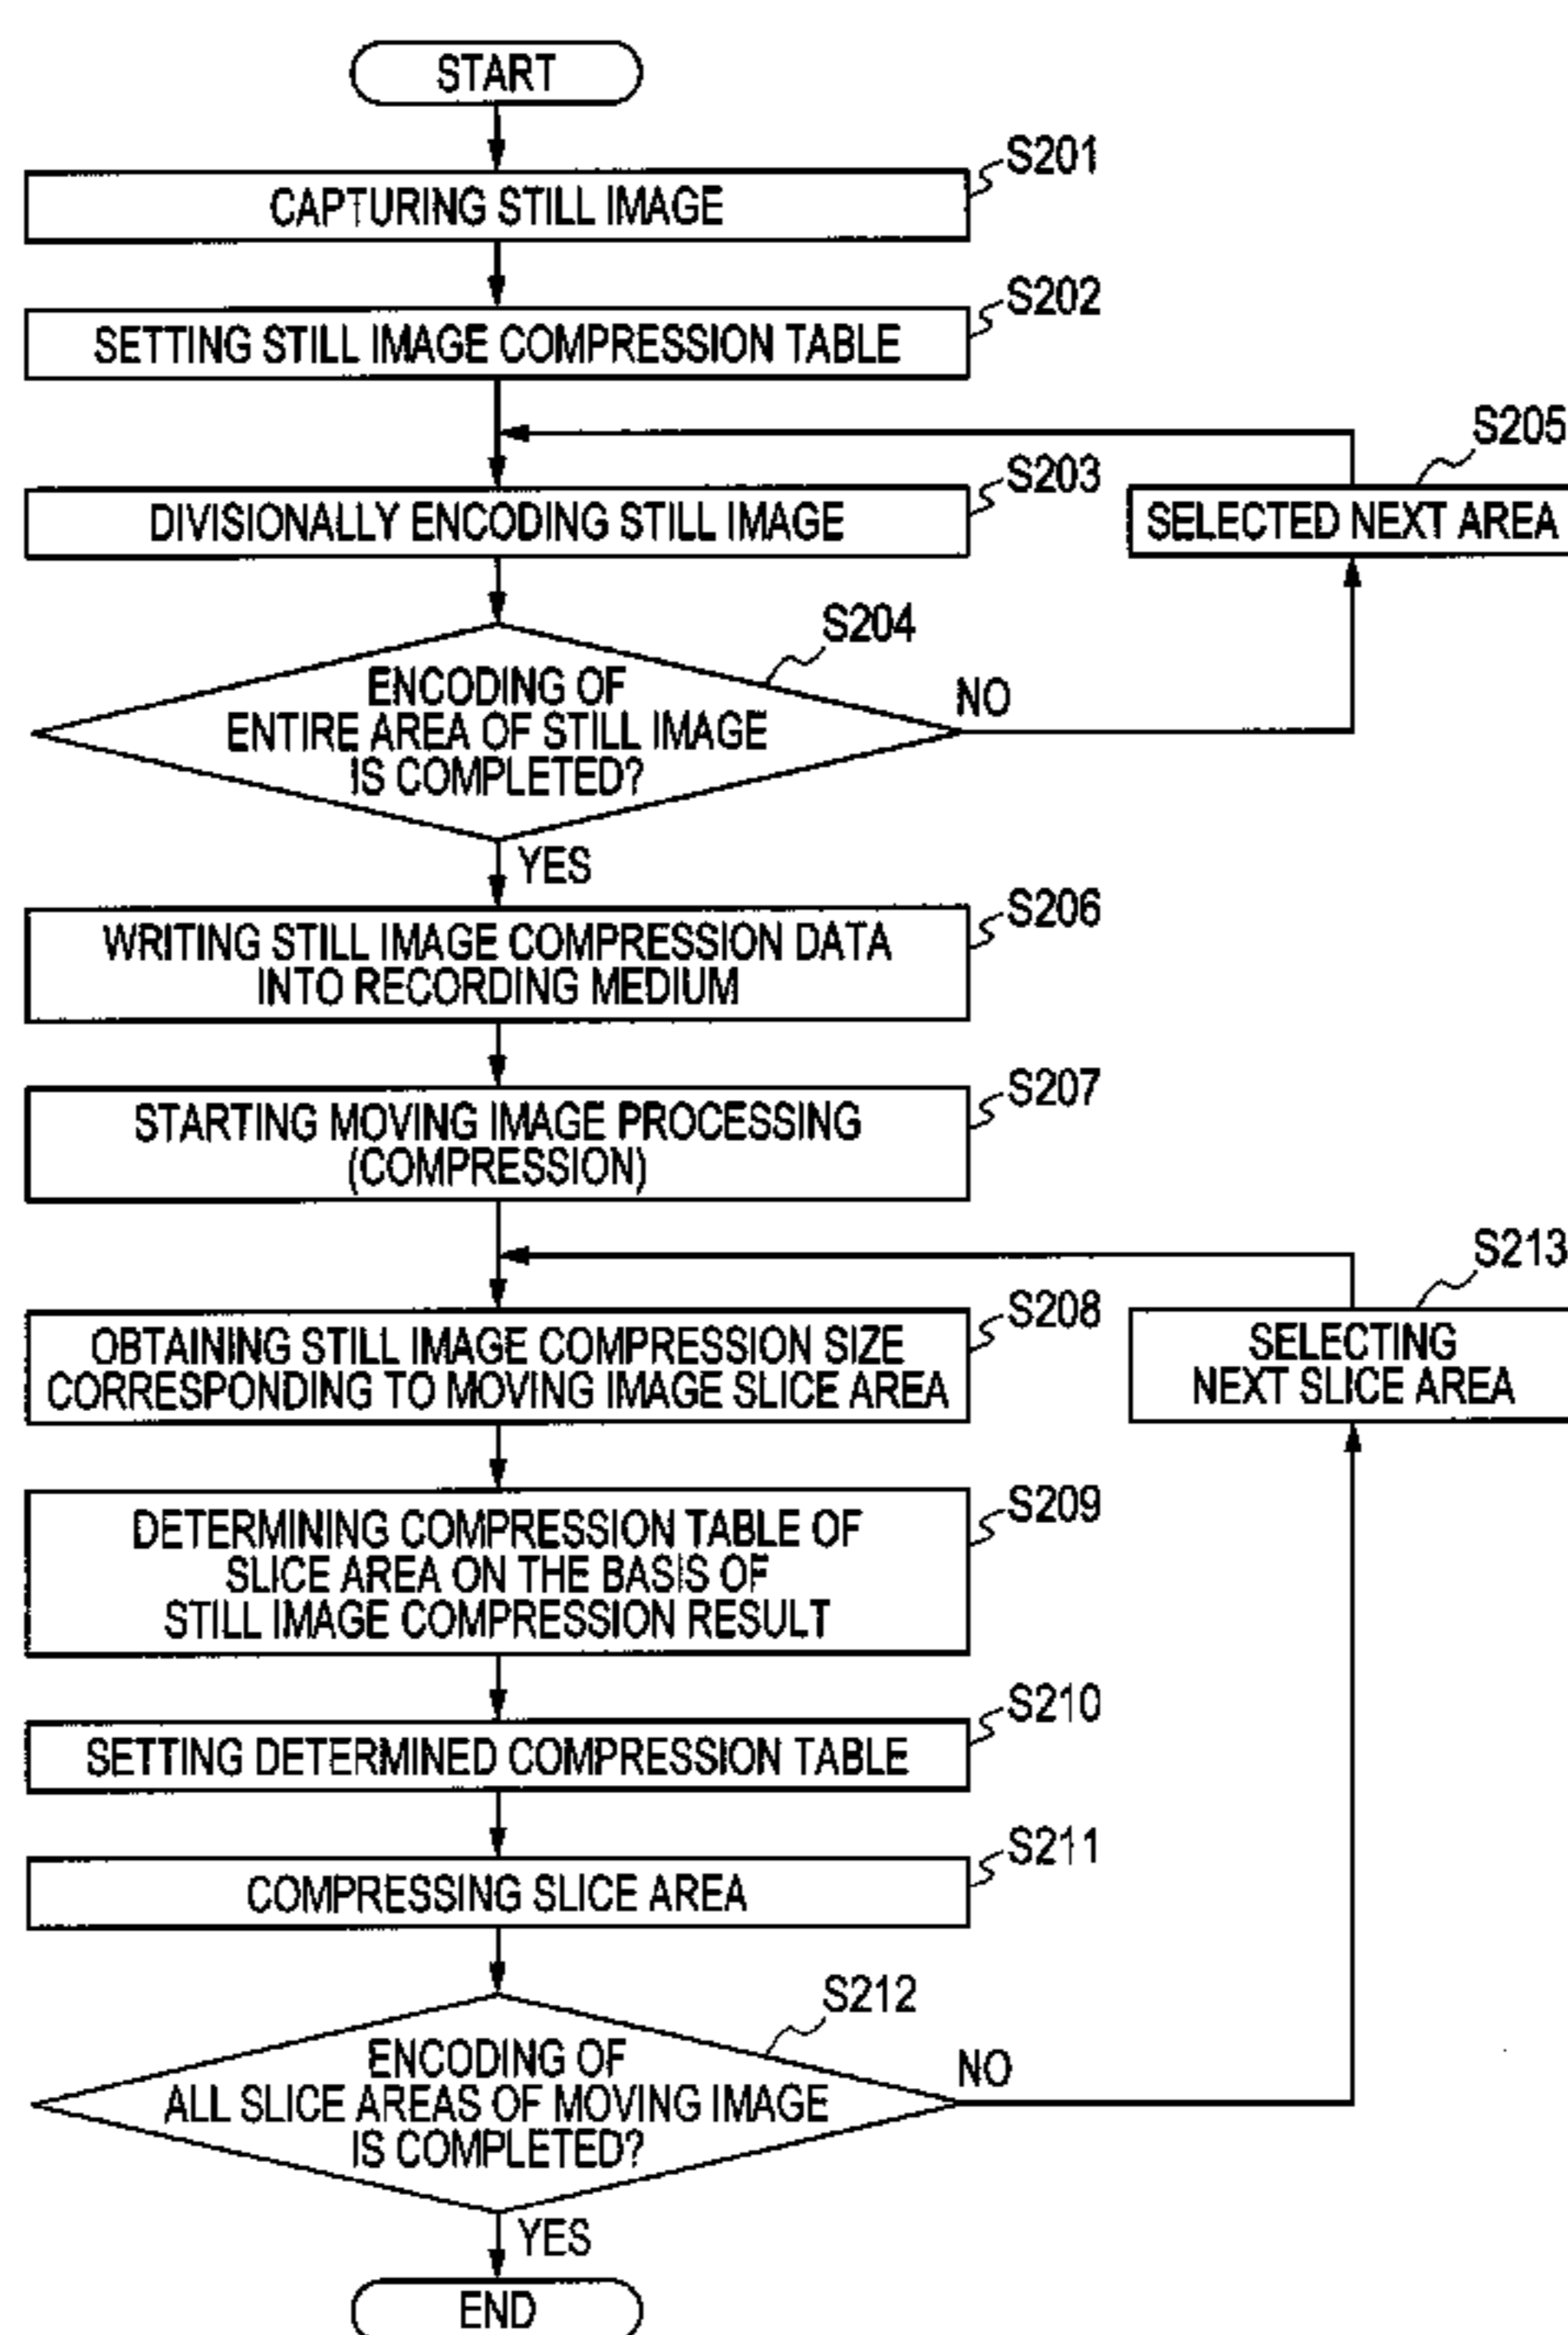 START
S201
CAPTURING STILL IMAGE
S202
SETTING STILL IMAGE COMPRESSION TABLE
S205
SELECTED NEXT AREA
S203
DIVISIONALLY ENCODING STILL IMAGE
S204
ENCODING OF
ENTIRE AREA OF STILL IMAGE
IS COMPLETED?
NO
YES
S206
WRITING STILL IMAGE COMPRESSION DATA
INTO RECORDING MEDIUM
S207
STARTING MOVING IMAGE PROCESSING
(COMPRESSION)
S213
SELECTING
NEXT SLICE AREA
S208
OBTAINING STILL IMAGE COMPRESSION SIZE
CORRESPONDING TO MOVING IMAGE SLICE AREA
S209
DETERMINING COMPRESSION TABLE OF
SLICE AREA ON THE BASIS OF
STILL IMAGE COMPRESSION RESULT
S210
SETTING DETERMINED COMPRESSION TABLE
S211
COMPRESSING SLICE AREA
S212
ENCODING OF
ALL SLICE AREAS OF MOVING IMAGE
IS COMPLETED?
NO
YES
END